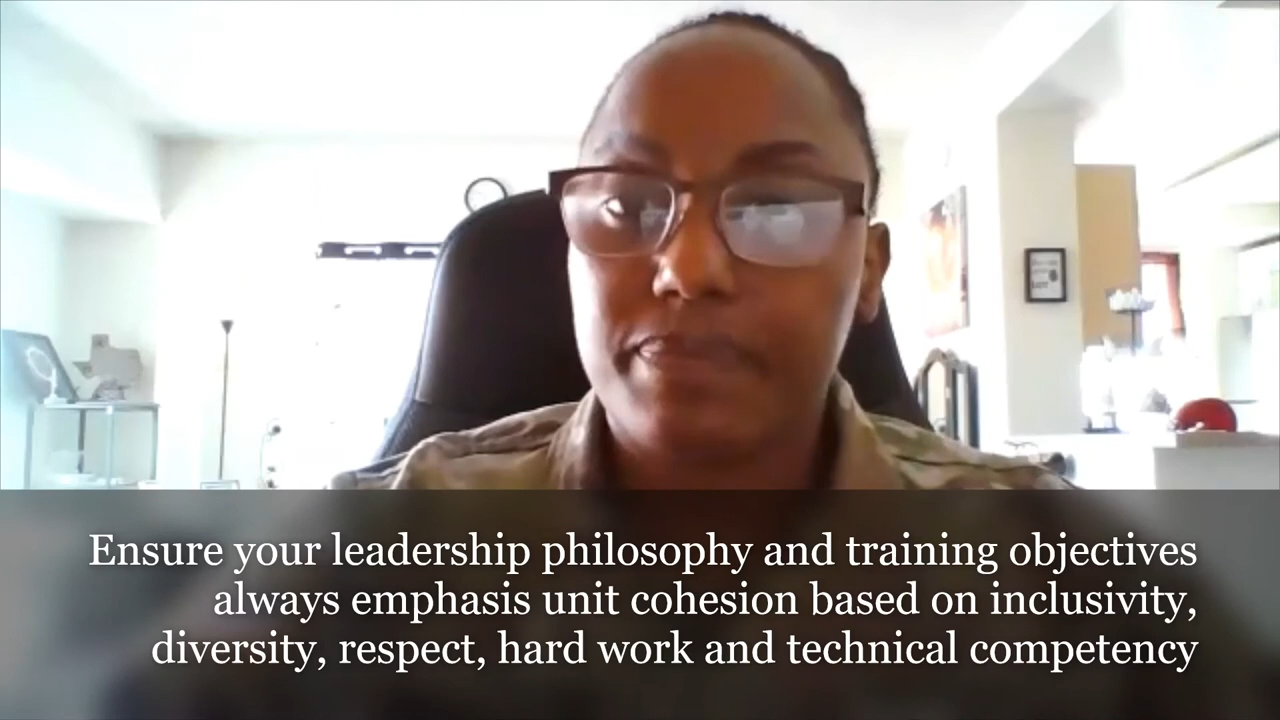 Ensure your leadership philosophy and training objectives
always emphasis unit cohesion based on inclusivity,
diversity, respect, hard work and technical competency